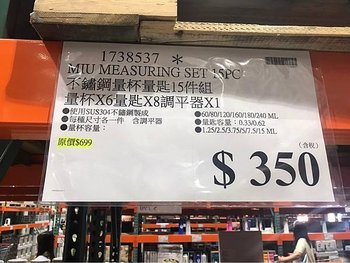 1738537 *
MIU MEASURING SET 15PC
不鏽鋼量杯量匙15件組
量杯X6量匙X8調平器X1
●使用SUS304不鏽鋼製成
●每種尺寸各一件 含調平器
●量杯容量：
●60/80/120/160/180/240 ML
●量匙容量：0.33/0.62
●1.25/2.5/3.75/5/7.5/15 ML
原價$699
(含稅)
$ 350